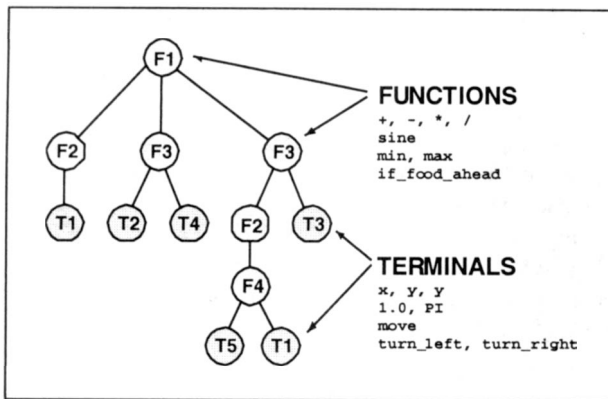 F1
FUNCTIONS
+, -, *, /
sine
min, max
if_food_ahead
F2 F3 F3
T1 T2 T4 F2 T3
TERMINALS
x, y, y
1.0, PI
move
turn_left, turn_right
F4
T5 T1